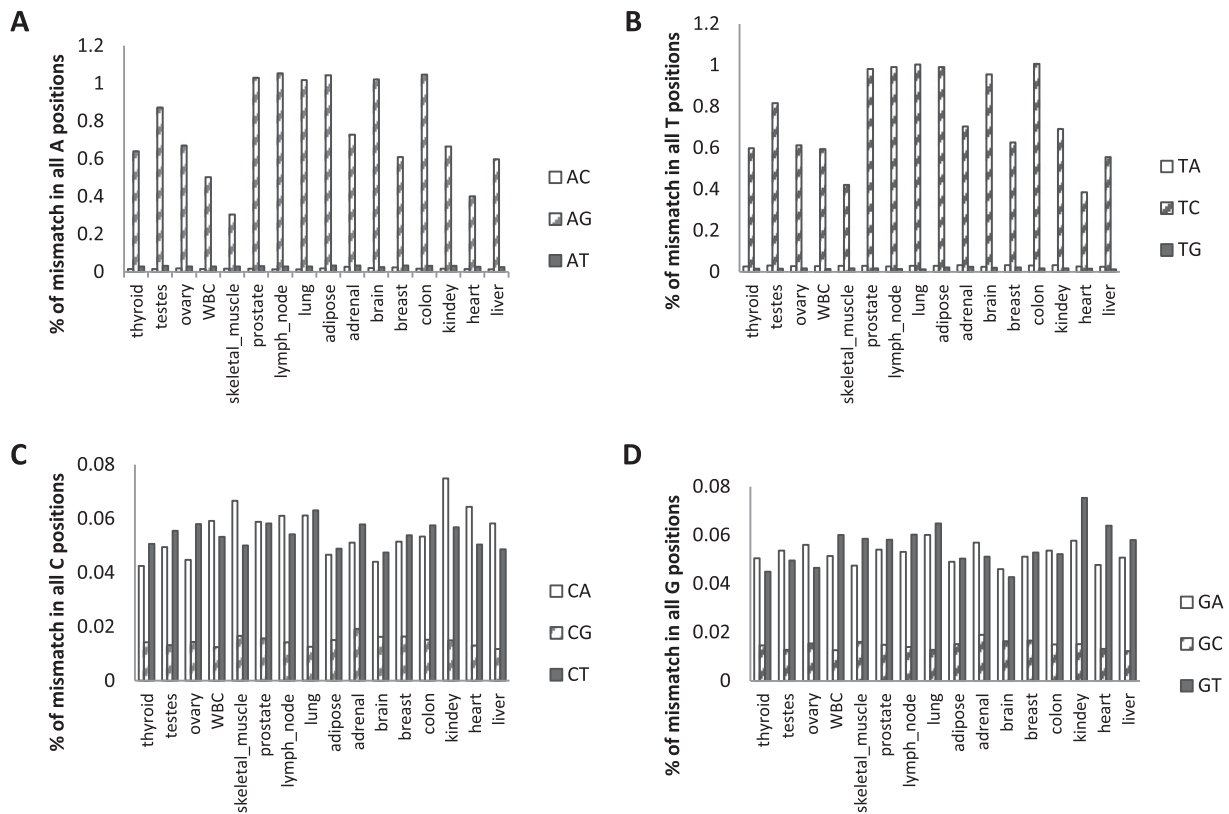 A
% of mismatch in all A positions
1.2
1
0.8
0.6
0.4
0.2
0
thyroid
testes
ovary
WBC
skeletal_muscle
prostate
lymph_node
lung
adipose
adrenal
brain
breast
colon
kindey
heart
liver
AC
AG
AT
B
% of mismatch in all T positions
1.2
1
0.8
0.6
0.4
0.2
0
thyroid
testes
ovary
WBC
skeletal_muscle
prostate
lymph_node
lung
adipose
adrenal
brain
breast
colon
kindey
heart
liver
TA
TC
TG
C
% of mismatch in all C positions
0.08
0.06
0.04
0.02
0
thyroid
testes
ovary
WBC
skeletal_muscle
prostate
lymph_node
lung
adipose
adrenal
brain
breast
colon
kindey
heart
liver
CA
CG
CT
D
% of mismatch in all G positions
0.08
0.06
0.04
0.02
0
thyroid
testes
ovary
WBC
skeletal_muscle
prostate
lymph_node
lung
adipose
adrenal
brain
breast
colon
kindey
heart
liver
GA
GC
GT